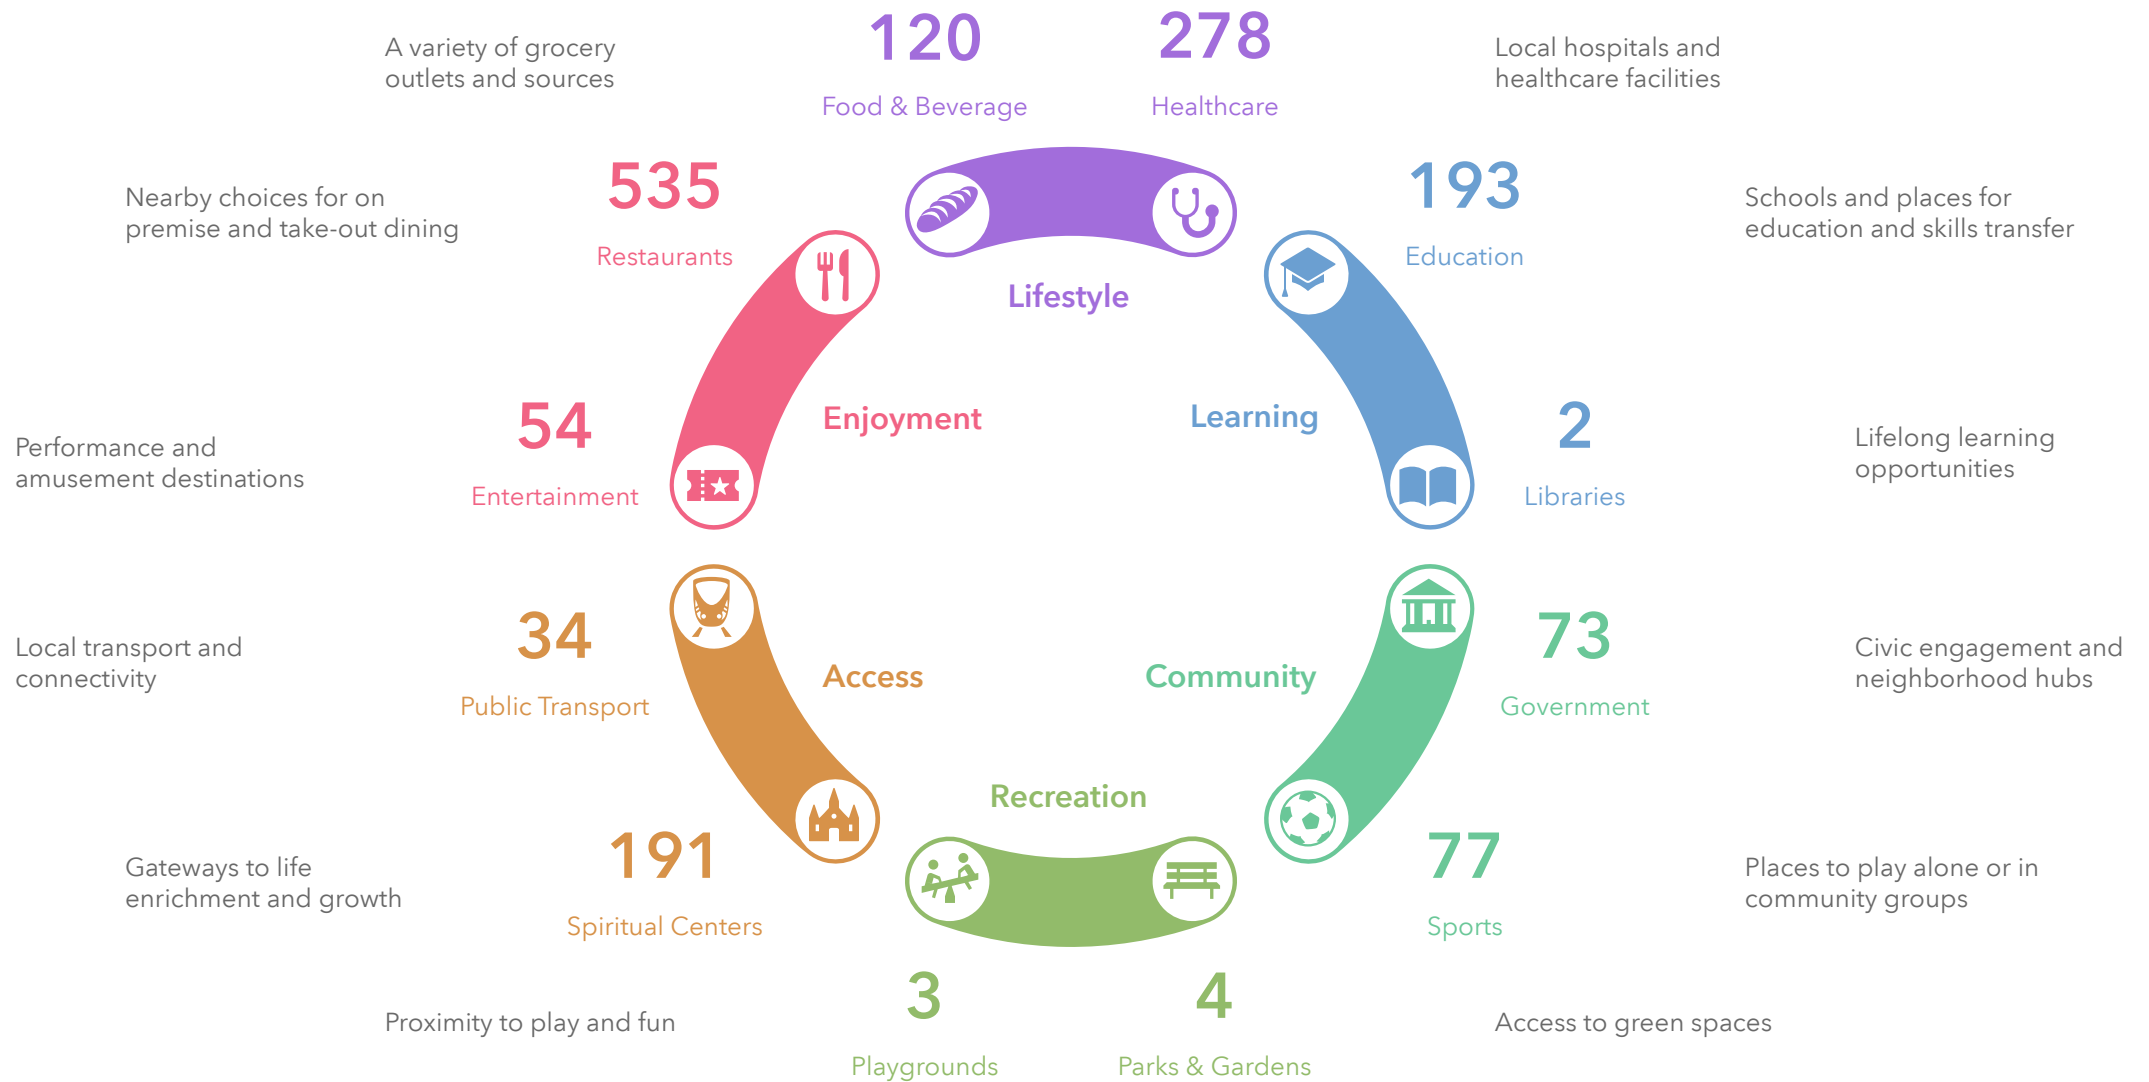 120
278
A variety of grocery
outlets and sources
Food & Beverage
Healthcare
Local hospitals and
healthcare facilities
Nearby choices for on
premise and take-out dining
535
Restaurants
193
Education
Schools and places for
education and skills transfer
Lifestyle
Performance and
amusement destinations
54
Entertainment
Enjoyment
Learning
2
Libraries
Lifelong learning
opportunities
Local transport and
connectivity
34
Public Transport
Access
Community
73
Government
Civic engagement and
neighborhood hubs
Recreation
Gateways to life
enrichment and growth
191
Spiritual Centers
77
Sports
Places to play alone or in
community groups
Proximity to play and fun
3
Playgrounds
4
Parks & Gardens
Access to green spaces